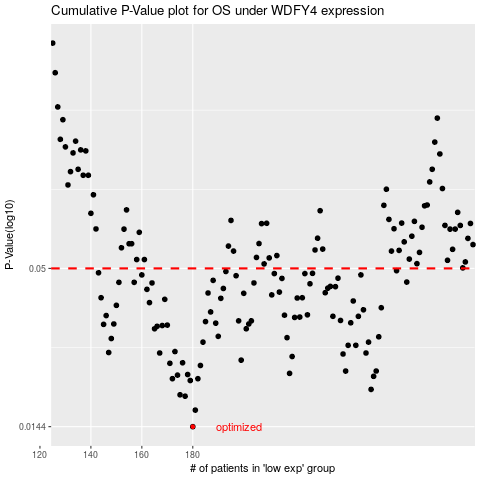 Cumulative P-Value plot for OS under WDFY4 expression
P-Value(log10)
0.05
0.0144
optimized
120 140 160 180
# of patients in 'low exp' group